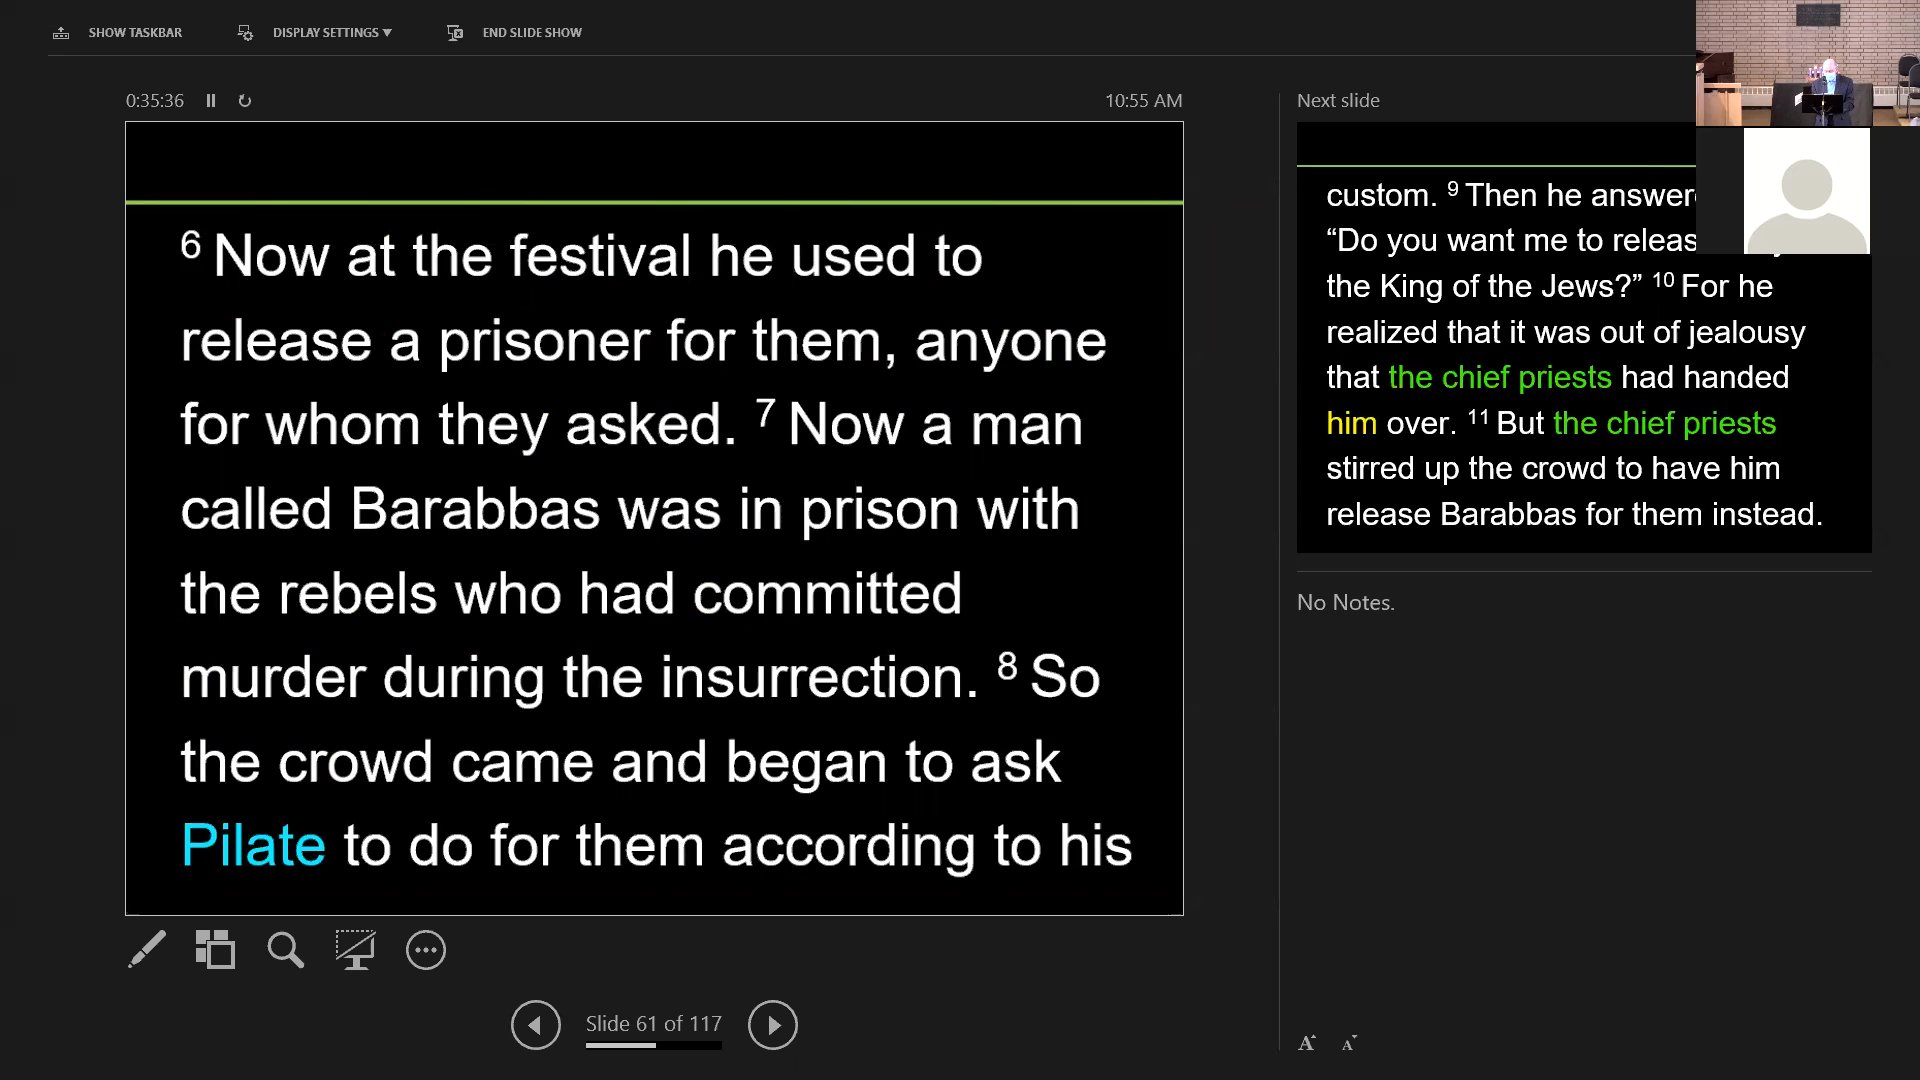 SHOW TASKBAR
DISPLAY SETTINGS ▼
END SLIDE SHOW
0:35:36
10:55 AM
6 Now at the festival he used to
release a prisoner for them, anyone
for whom they asked. 7 Now a man
called Barabbas was in prison with
the rebels who had committed
murder during the insurrection. 8 So
the crowd came and began to ask
Pilate to do for them according to his
Slide 61 of 117
Next slide
custom. 9 Then he
“Do you want me to
the King of the Jews?” 10 For he
realized that it was out of jealousy
that the chief priests had handed
him over. 11 But the chief priests
stirred up the crowd to have him
release Barabbas for them instead.
No Notes.
A A